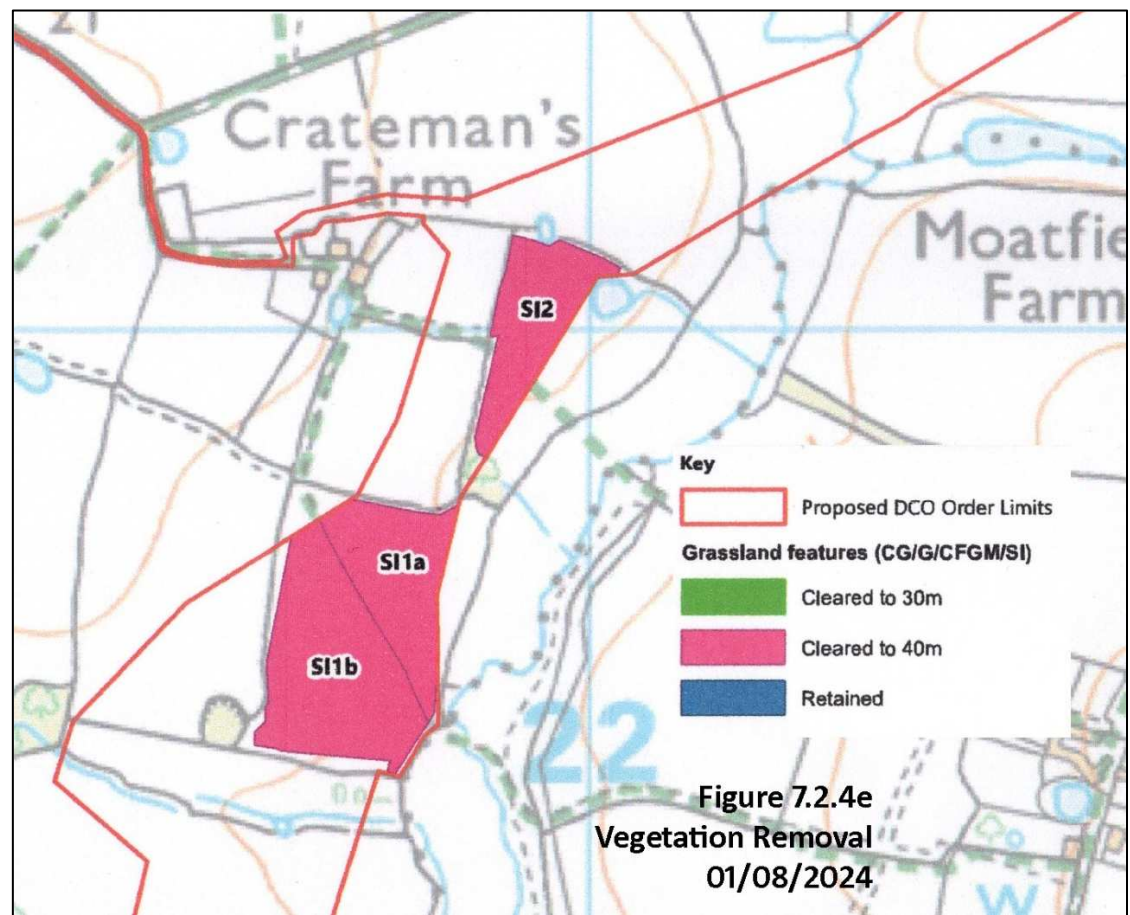 21
Crateman's
Farm
Moatfie
Farm
SI2
SI1a
SI1b
Key
Proposed DCO Order Limits
Grassland features (CG/G/CFGM/SI)
Cleared to 30m
Cleared to 40m
Retained
22
Figure 7.2.4e
Vegetation Removal
01/08/2024
W